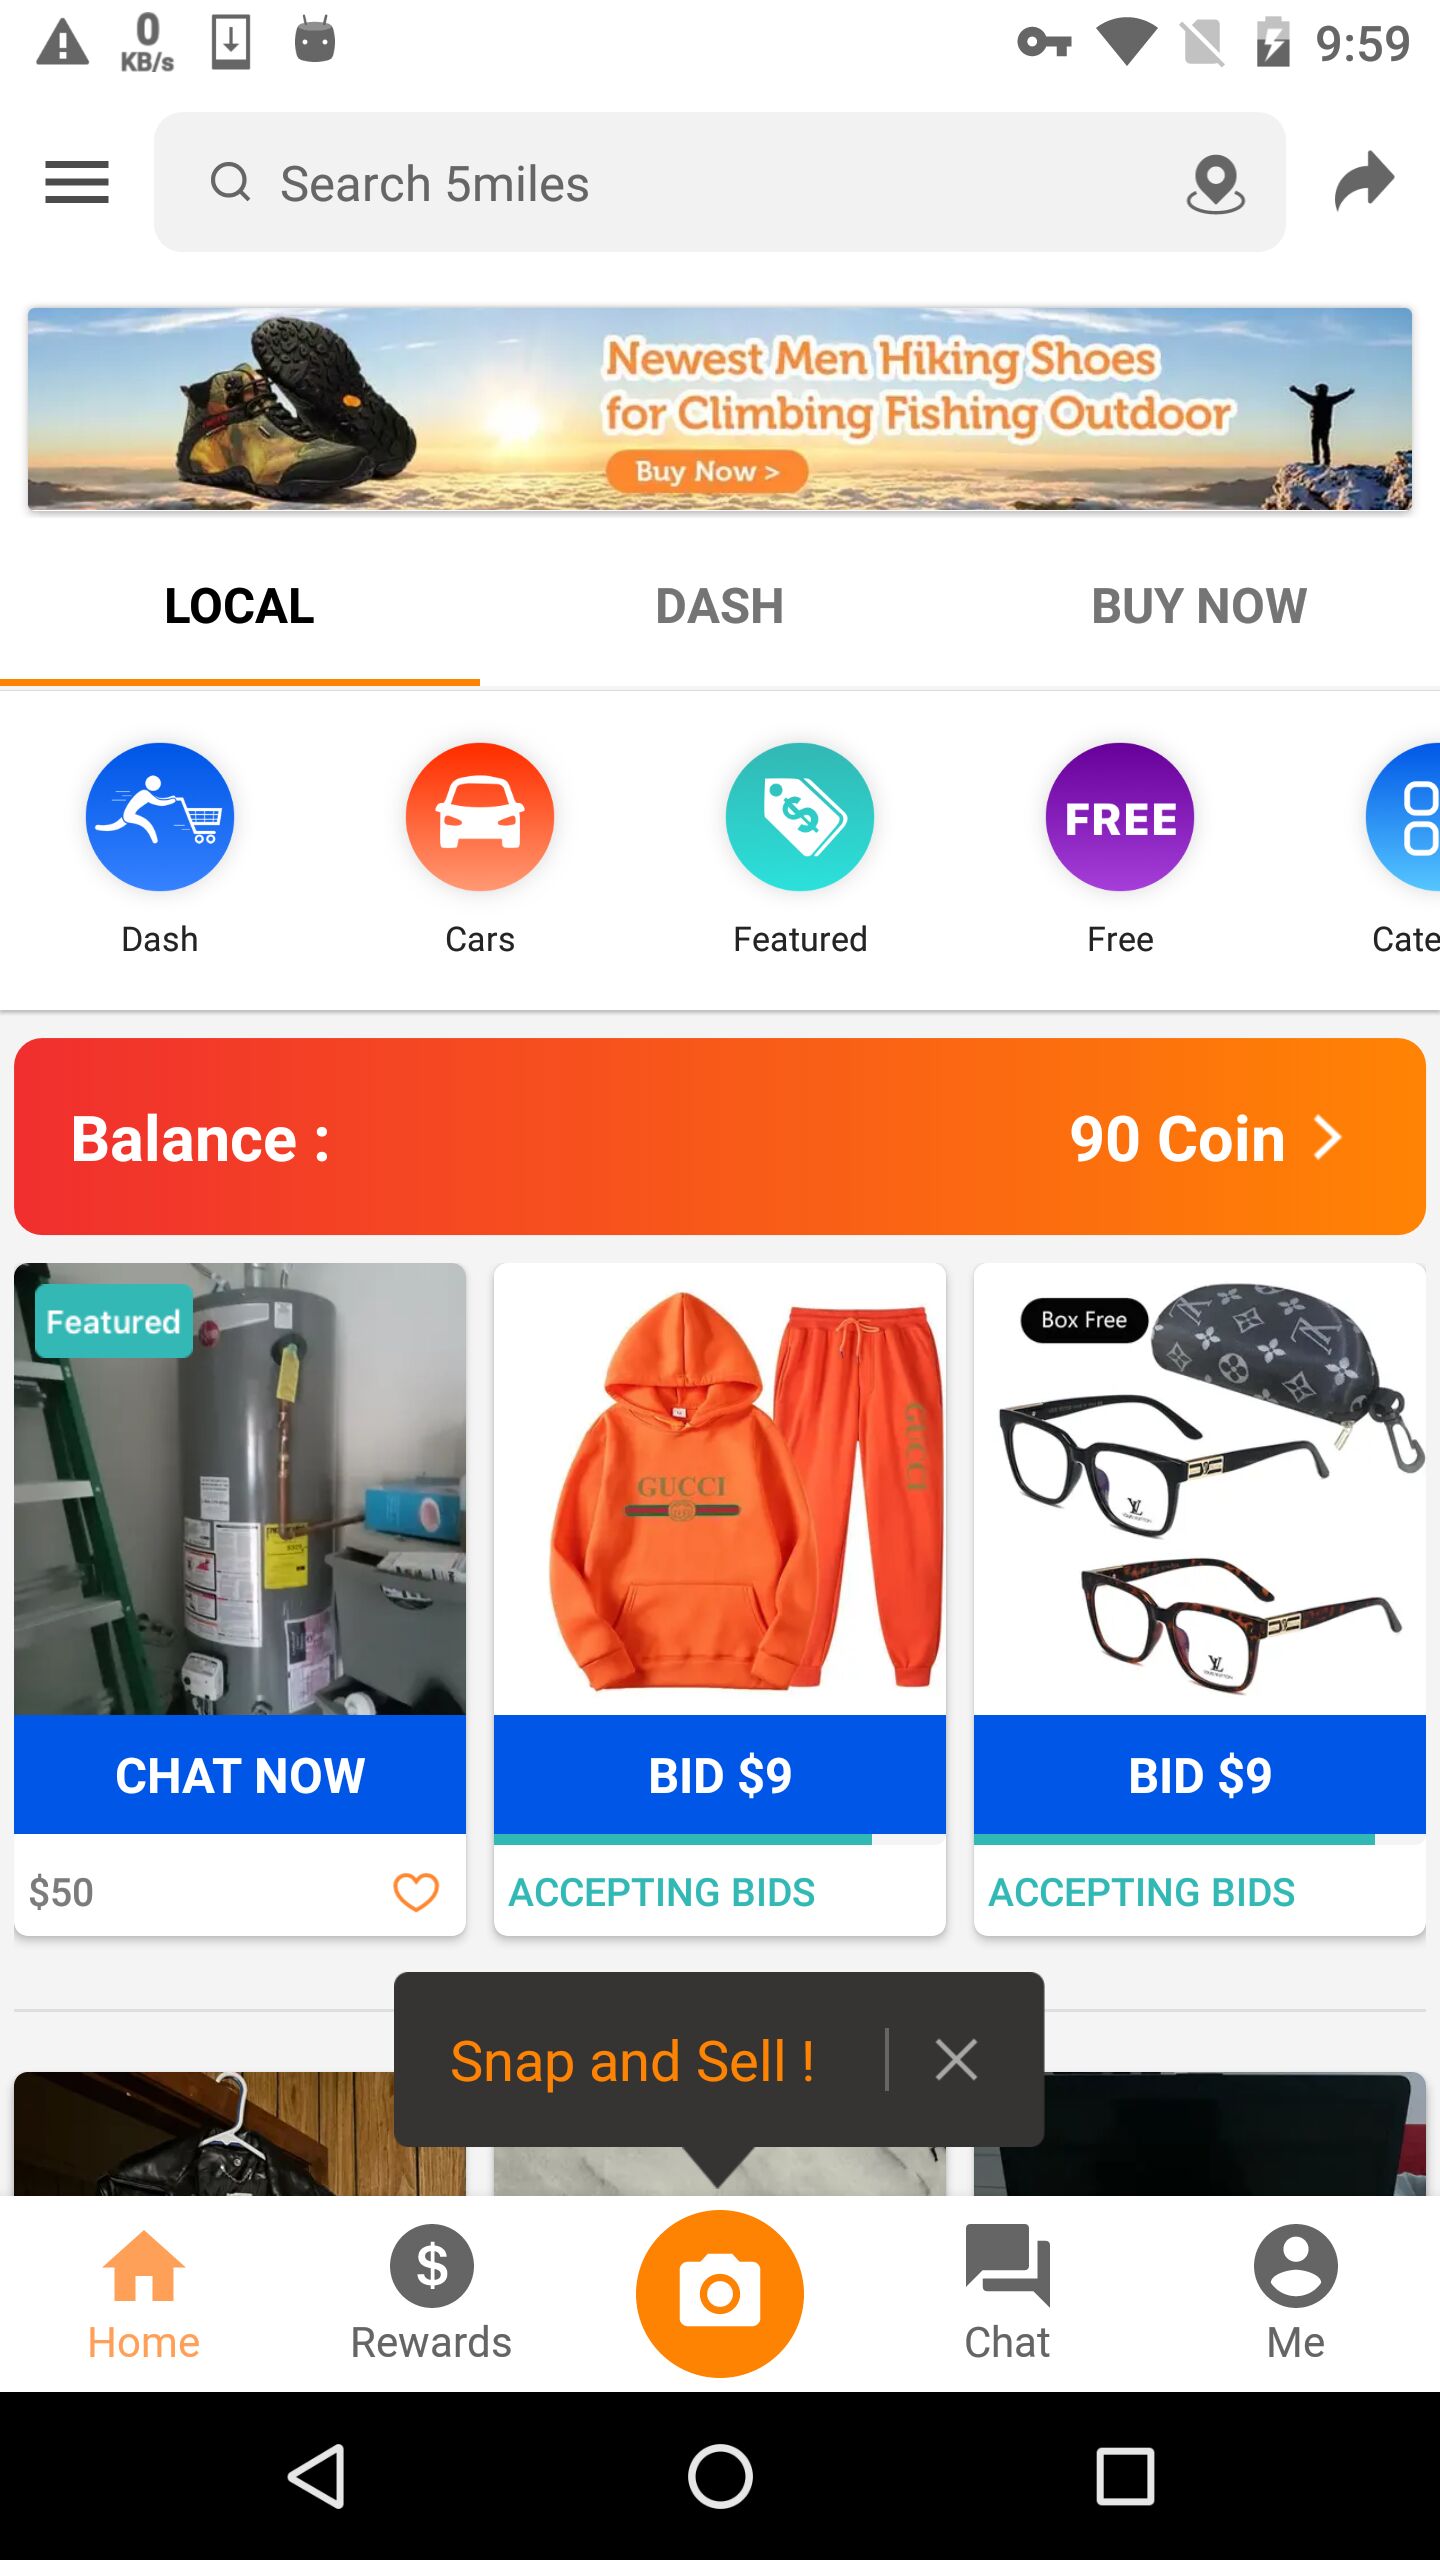 0
KB/s
9:59
Search 5miles
Newest Men Hiking Shoes
for Climbing Fishing Outdoor
Buy Now >
LOCAL
DASH
BUY NOW
FREE
Dash
Cars
Featured
Free
Cate
Balance :
90 Coin
Featured
GUCCI
GUCCI
Box Free
CHAT NOW
BID $9
BID $9
$50
ACCEPTING BIDS
ACCEPTING BIDS
Snap and Sell !
Home
Rewards
Chat
Me